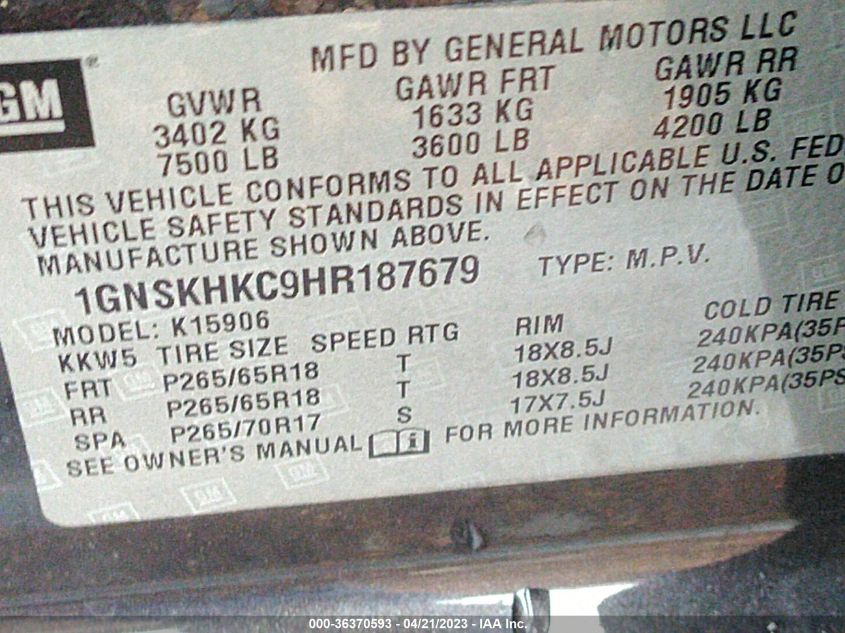 GM
MFD BY GENERAL MOTORS LLC
GVWR GAWR FRT GAWR RR
3402 KG 1633 KG 1905 KG
7500 LB 3600 LB 4200 LB
THIS VEHICLE CONFORMS TO ALL APPLICABLE U.S. FED
VEHICLE SAFETY STANDARDS IN EFFECT ON THE DATE O
MANUFACTURE SHOWN ABOVE.
1GNSKHKC9HR187679 TYPE: M.P.V.
MODEL: K15906
KKW5 TIRE SIZE SPEED RTG RIM COLD TIRE
FRT P265/65R18 T 18X8.5J 240KPA(35P
RR P265/65R18 T 18X8.5J 240KPA(35PS
SPA P265/70R17 S 17X7.5J 240KPA(35PS
SEE OWNER'S MANUAL i FOR MORE INFORMATION.
000-36370593 - 04/21/2023 - IAA Inc.